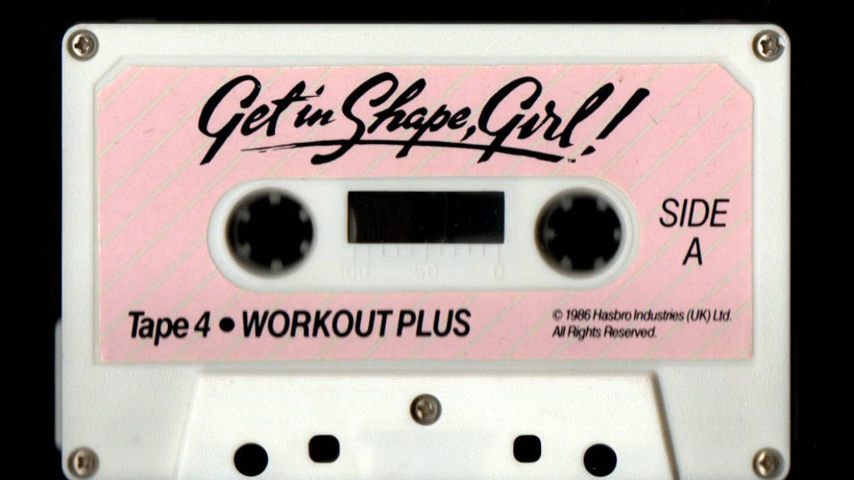 Get in Shape, Girl!
™
SIDE
A
100 50 0
Tape 4 • WORKOUT PLUS
© 1986 Hasbro Industries (UK) Ltd.
All Rights Reserved.